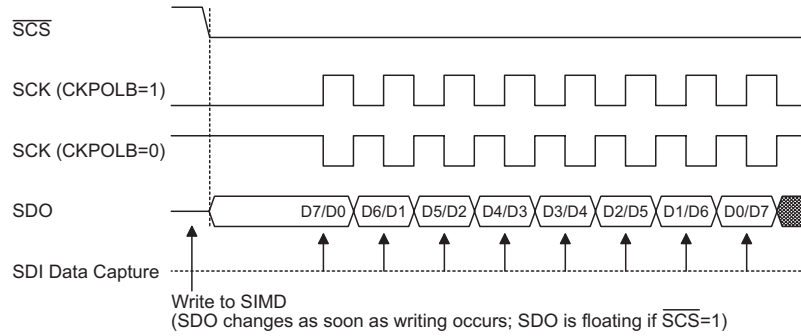 SCS
SCK (CKPOLB=1)
SCK (CKPOLB=0)
SDO
D7/D0 D6/D1 D5/D2 D4/D3 D3/D4 D2/D5 D1/D6 D0/D7
SDI Data Capture
Write to SIMD
(SDO changes as soon as writing occurs; SDO is floating if SCS=1)